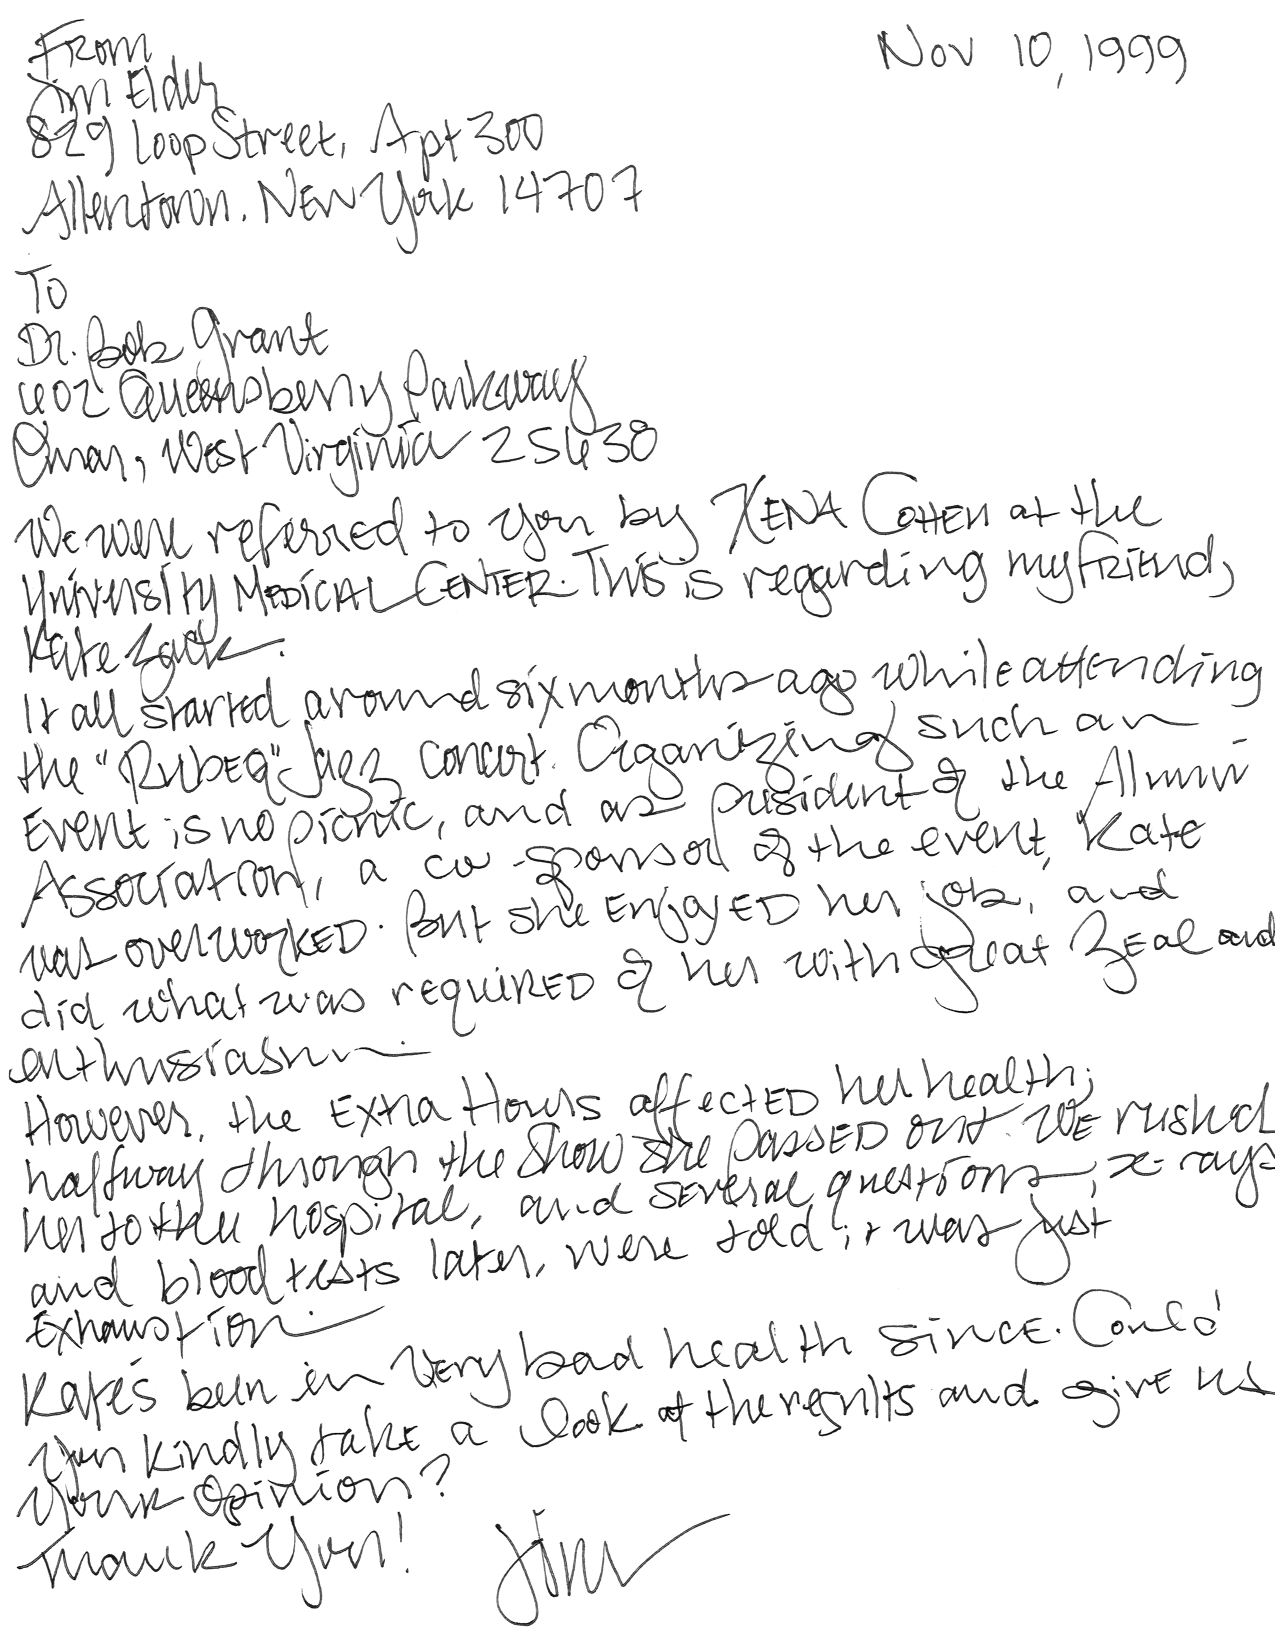 From
Nov 10, 1999
Jim Elder
829 Loop Street, Apt 300
Allentown, New York 14707
To
Dr. Bob Grant
602 Queensberry Parkway
Omar, West Virginia 25638
We were referred to you by Xena Cohen at the
University Medical Center. This is regarding my friend,
Kate Zack.
It all started around six months ago while attending
the "Rubeq" Jazz concert. Organizing such an
event is no picnic, and as president of the Alumni
Association, a co-sponsor of the event, Kate
was overworked. But she enjoyed her job, and
did what was required of her with great zeal and
enthusiasm.
However, the extra hours affected her health;
halfway through the show she passed out. We rushed
her to the hospital, and several questions, x-rays
and blood tests later, were told it was just
exhaustion.
Kate's been in very bad health since. Could
you kindly take a look at the results and give us
your opinion?
Thank you!
Jim